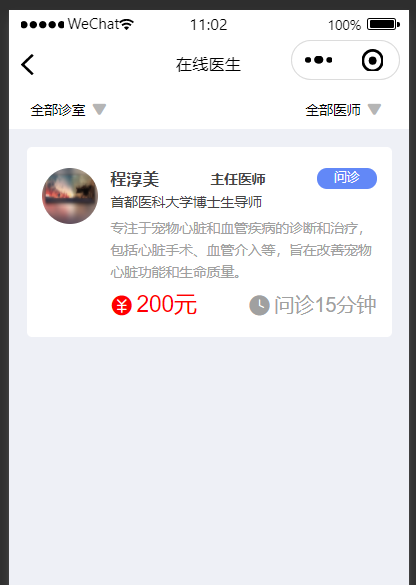 WeChat 11:02 100%
在线医生
全部诊室 全部医师
程淳美 主任医师 问诊
首都医科大学博士生导师
专注于宠物心脏和血管疾病的诊断和治疗，
包括心脏手术、血管介入等，旨在改善宠物
心脏功能和生命质量。
¥ 200元 问诊15分钟